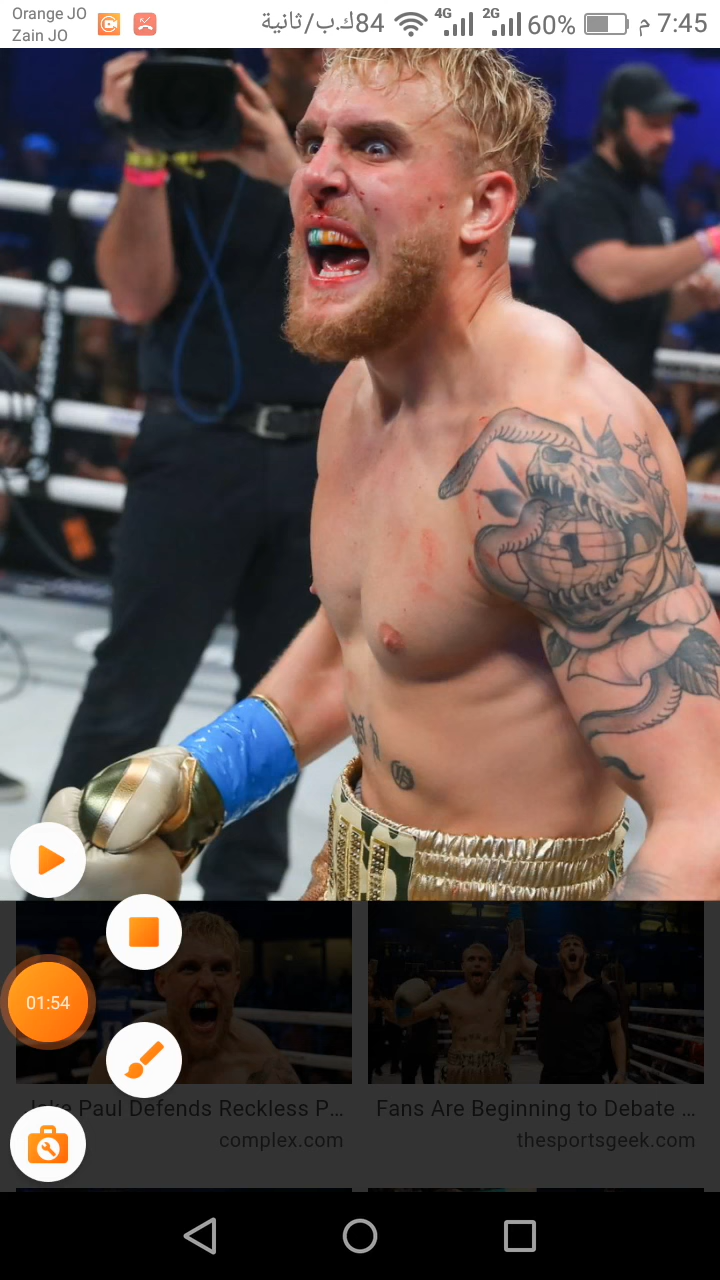 Orange JO
Zain JO
84ك.ب/ثانية
4G
2G
60%
7:45 م
01:54
Jake Paul Defends Reckless P...
complex.com
Fans Are Beginning to Debate ...
thesportsgeek.com